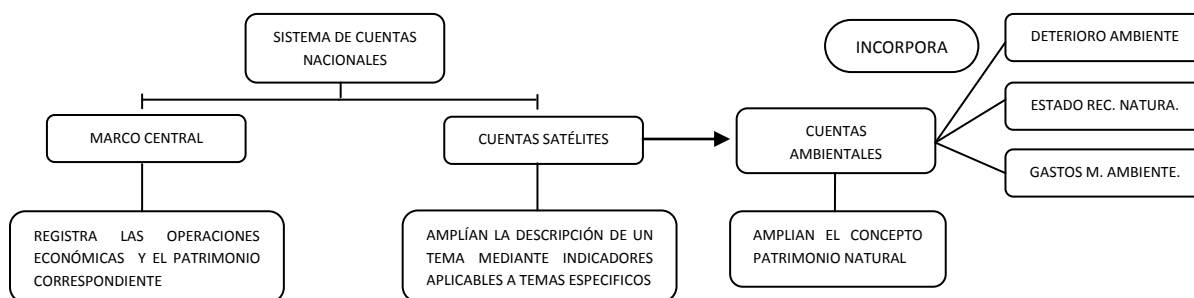 SISTEMA DE CUENTAS
NACIONALES
INCORPORA
DETERIORO AMBIENTE
ESTADO REC. NATURA.
GASTOS M. AMBIENTE.
MARCO CENTRAL
CUENTAS SATÉLITES
CUENTAS
AMBIENTALES
REGISTRA LAS OPERACIONES
ECONÓMICAS Y EL PATRIMONIO
CORRESPONDIENTE
AMPLÍAN LA DESCRIPCIÓN DE UN
TEMA MEDIANTE INDICADORES
APLICABLES A TEMAS ESPECIFICOS
AMPLIAN EL CONCEPTO
PATRIMONIO NATURAL